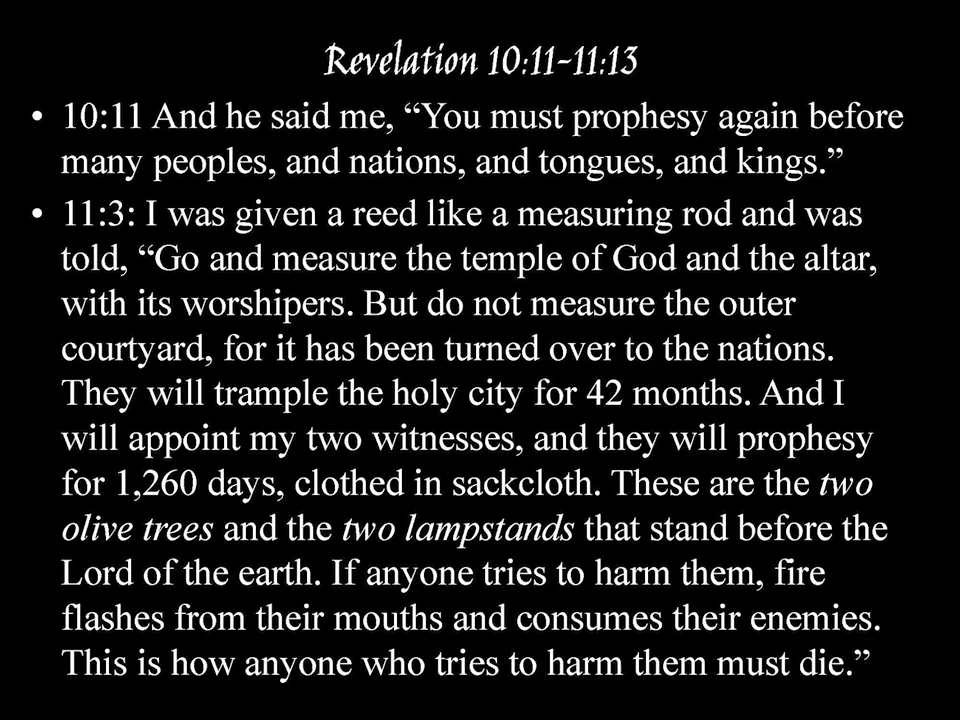 Revelation 10:11-11:13
• 10:11 And he said me, “You must prophesy again before
many peoples, and nations, and tongues, and kings.”
• 11:3: I was given a reed like a measuring rod and was
told, “Go and measure the temple of God and the altar,
with its worshipers. But do not measure the outer
courtyard, for it has been turned over to the nations.
They will trample the holy city for 42 months. And I
will appoint my two witnesses, and they will prophesy
for 1,260 days, clothed in sackcloth. These are the two
olive trees and the two lampstands that stand before the
Lord of the earth. If anyone tries to harm them, fire
flashes from their mouths and consumes their enemies.
This is how anyone who tries to harm them must die.”